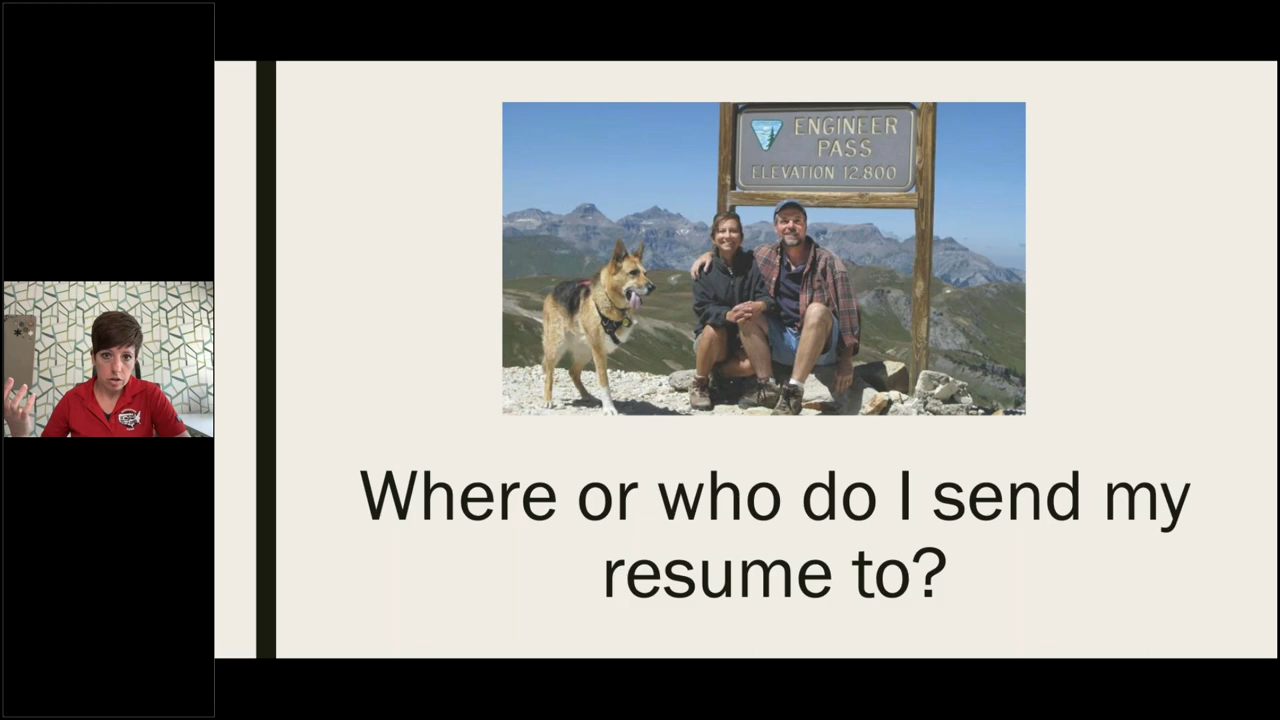 ENGINEER
PASS
ELEVATION 12,800
Where or who do I send my
resume to?